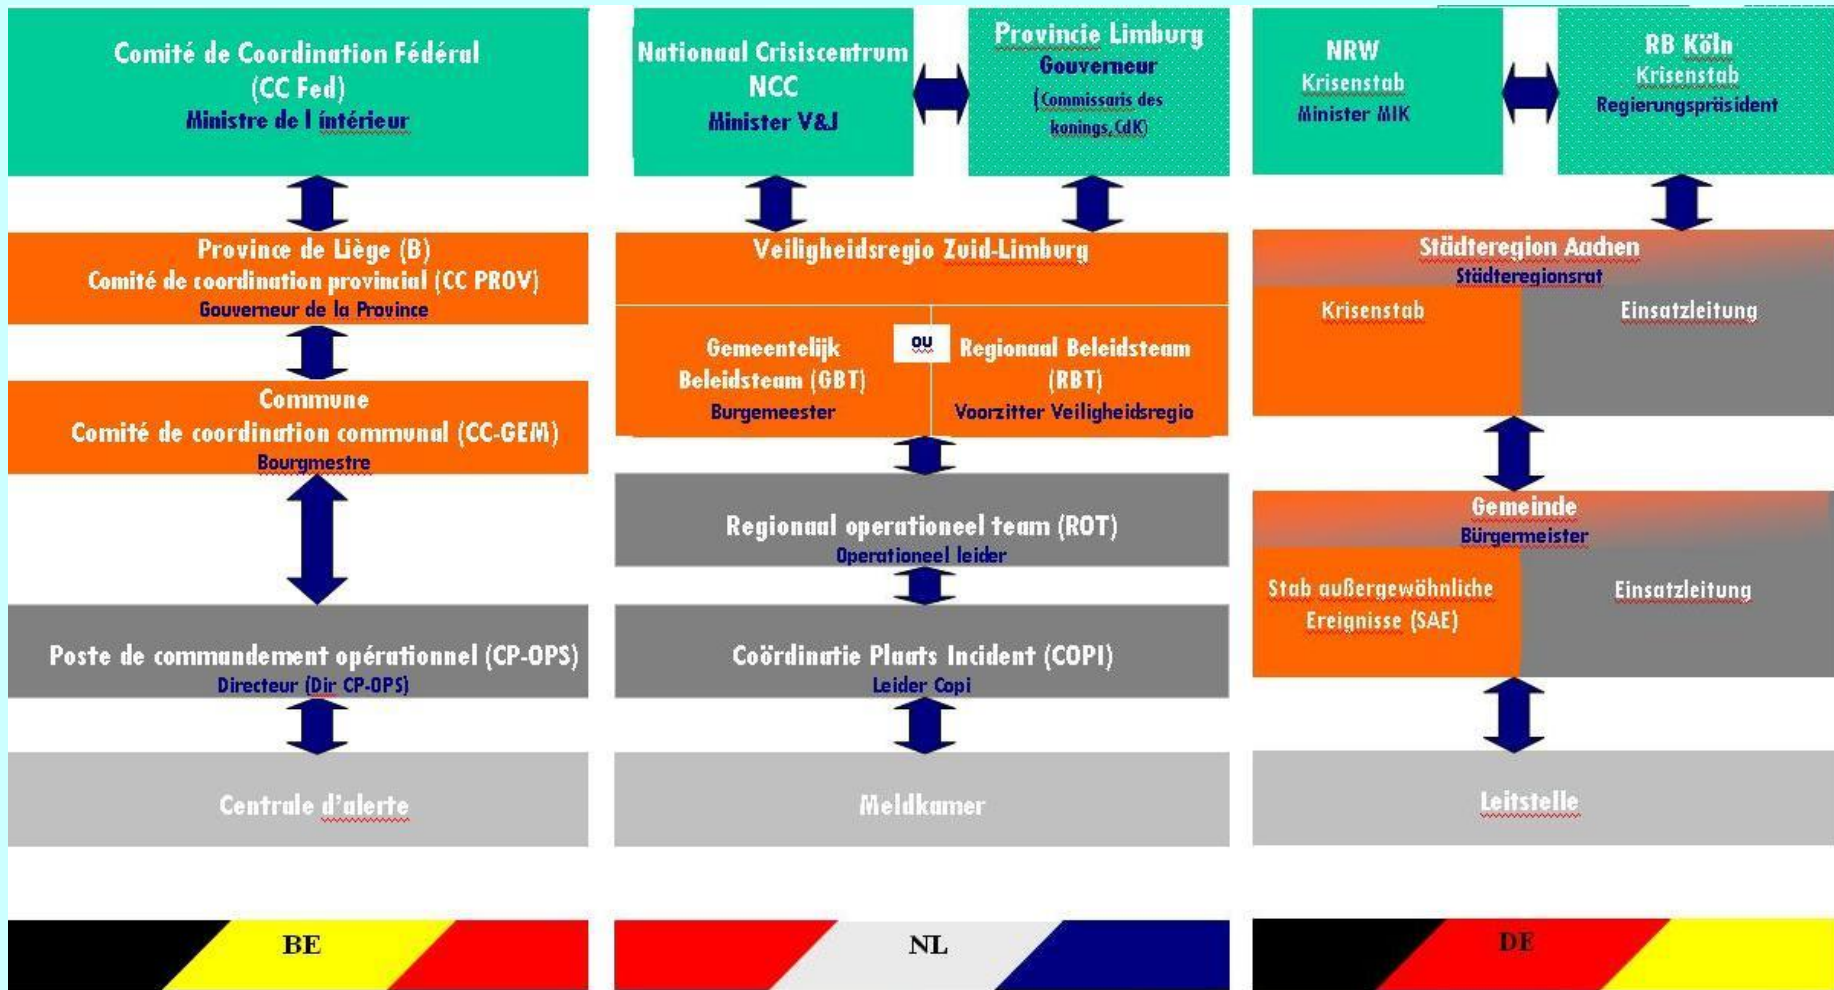 Comité de Coordination Fédéral
(CC Fed)
Ministre de l intérieur
Province de Liège (B)
Comité de coordination provincial (CC PROV)
Gouverneur de la Province
Commune
Comité de coordination communal (CC-GEM)
Bourgmestre
Poste de commandement opérationnel (CP-OPS)
Directeur (Dir CP-OPS)
Centrale d'alerte
BE
Nationaal Crisiscentrum
NCC
Minister V&J
Provincie Limburg
Gouverneur
(Commissaris des
konings, CdK)
Veiligheidsregio Zuid-Limburg
Gemeentelijk
Beleidsteam (GBT)
Burgemeester
ou
Regionaal Beleidsteam
(RBT)
Voorzitter Veiligheidsregio
Regionaal operationeel team (ROT)
Operationeel leider
Coördinatie Plaats Incident (COPI)
Leider Copi
Meldkamer
NL
NRW
Krisenstab
Minister MIK
RB Köln
Krisenstab
Regierungspräsident
Städteregion Aachen
Städteregionsrat
Krisenstab
Einsatzleitung
Gemeinde
Bürgermeister
Stab außergewöhnliche
Ereignisse (SAE)
Einsatzleitung
Leitstelle
DE